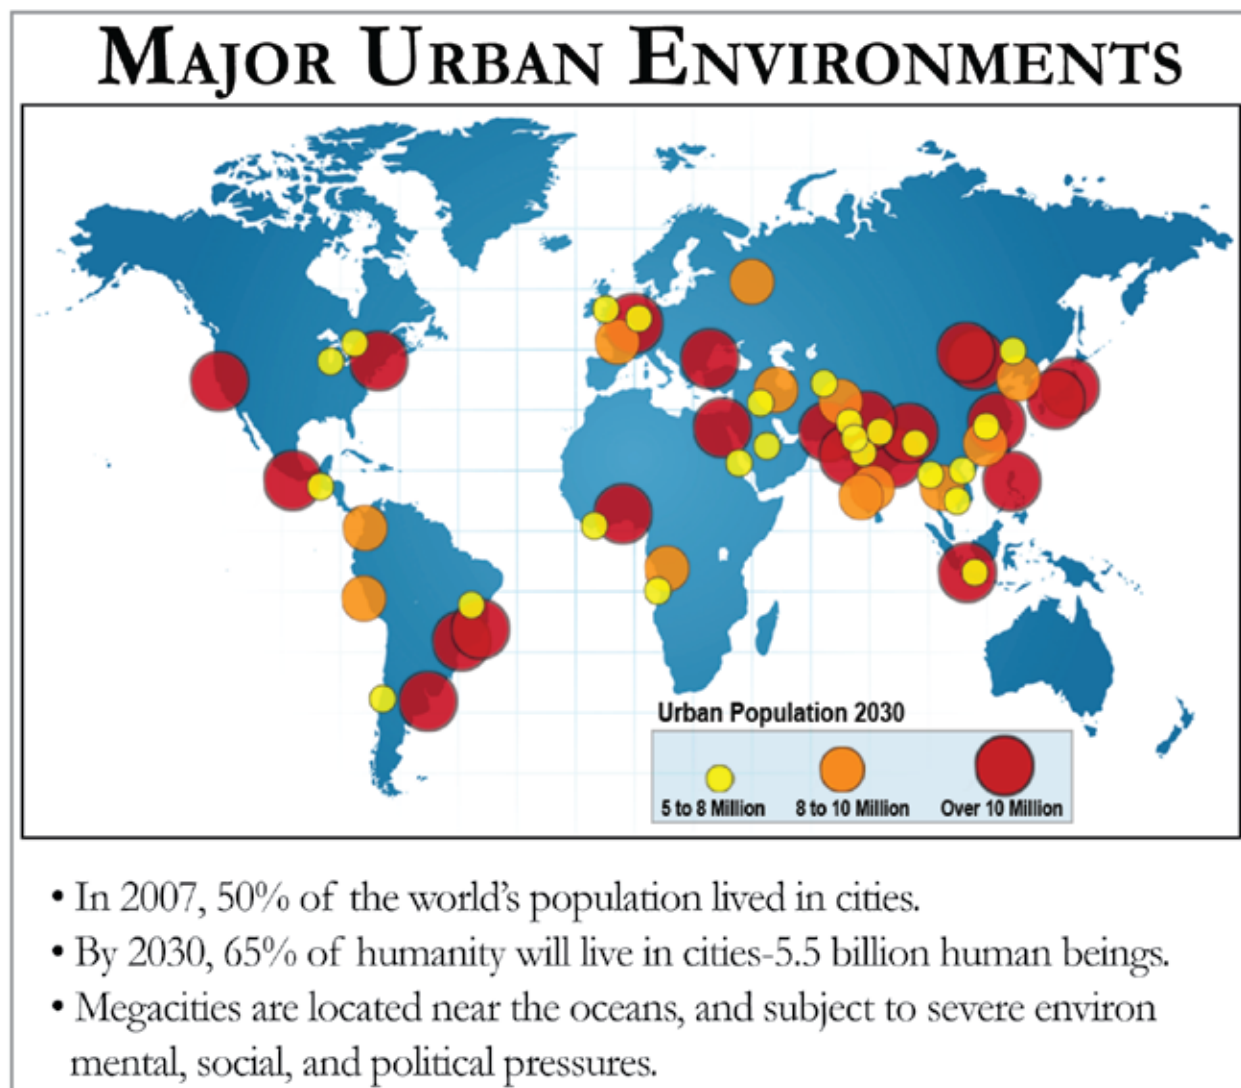 MAJOR URBAN ENVIRONMENTS
Urban Population 2030
5 to 8 Million 8 to 10 Million Over 10 Million
• In 2007, 50% of the world's population lived in cities.
• By 2030, 65% of humanity will live in cities-5.5 billion human beings.
• Megacities are located near the oceans, and subject to severe environ
mental, social, and political pressures.